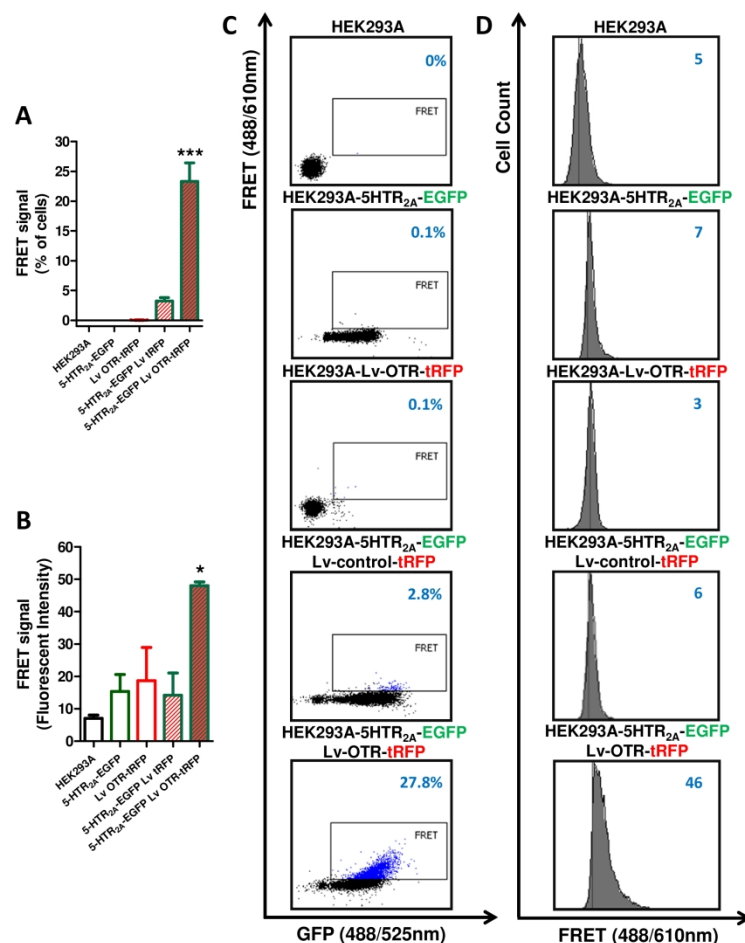 A
FRET signal
(% of cells)
30
25
20
15
10
5
0
***
HEK293A
5-HTR2A-EGFP
Lv OTR-tRFP
5-HTR2A-EGFP Lv tRFP
5-HTR2A-EGFP Lv OTR-tRFP
B
FRET signal
(Fluorescent Intensity)
60
50
40
30
20
10
0
*
HEK293A
5-HTR2A-EGFP
Lv OTR-tRFP
5-HTR2A-EGFP Lv tRFP
5-HTR2A-EGFP Lv OTR-tRFP
C
FRET (488/610nm)
HEK293A
0%
FRET
HEK293A-5HTR2A-EGFP
0.1%
FRET
HEK293A-Lv-OTR-tRFP
0.1%
FRET
HEK293A-5HTR2A-EGFP
Lv-control-tRFP
2.8%
FRET
HEK293A-5HTR2A-EGFP
Lv-OTR-tRFP
27.8%
FRET
GFP (488/525nm)
D
Cell Count
HEK293A
5
HEK293A-5HTR2A-EGFP
7
HEK293A-Lv-OTR-tRFP
3
HEK293A-5HTR2A-EGFP
Lv-control-tRFP
6
HEK293A-5HTR2A-EGFP
Lv-OTR-tRFP
46
FRET (488/610nm)